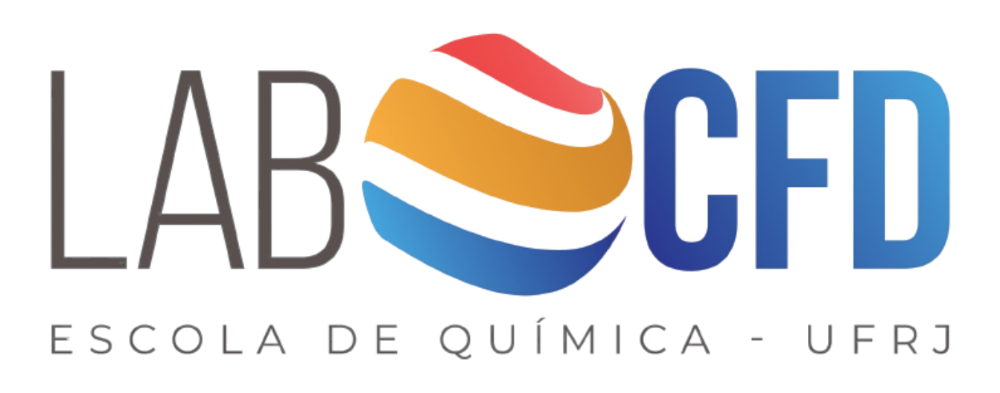 LAB CFD
ESCOLA DE QUÍMICA - UFRJ